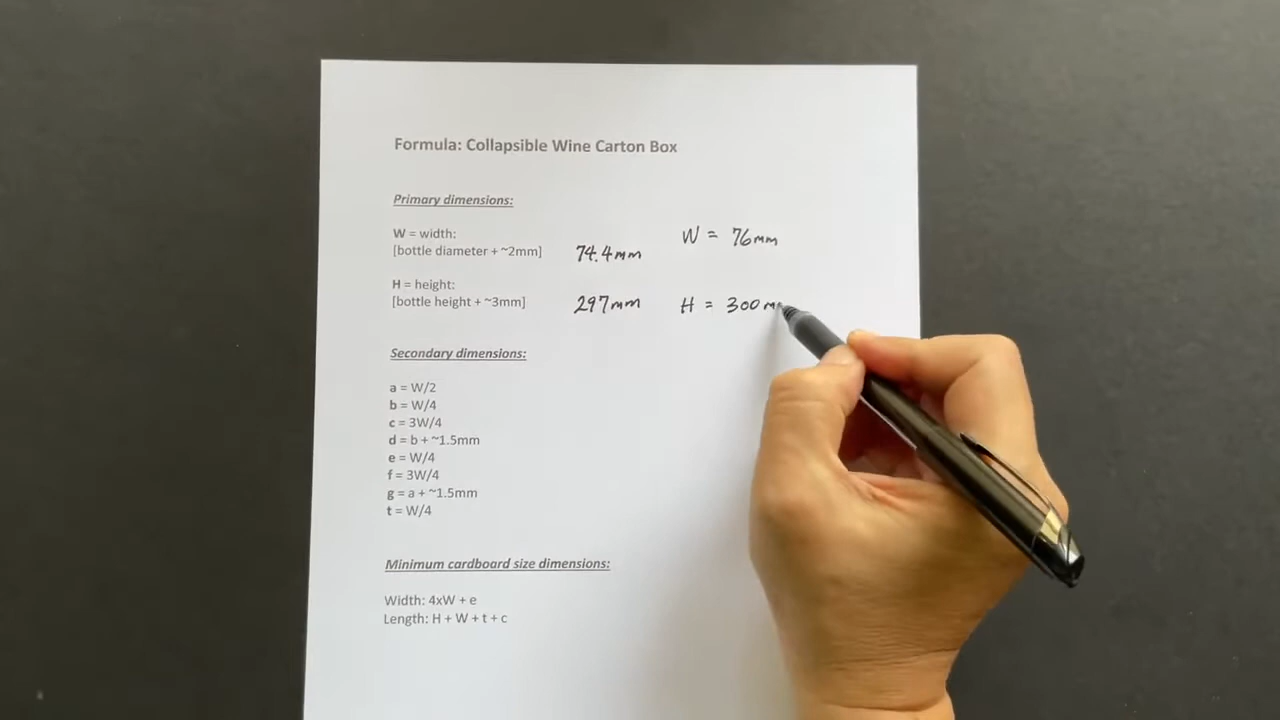 Formula: Collapsible Wine Carton Box
Primary dimensions:
W = width:
W = 76mm
[bottle diameter + ~2mm] 74.4mm
H = height:
[bottle height + ~3mm] 297mm H = 300m
Secondary dimensions:
a = W/2
b = W/4
c = 3W/4
d = b + ~1.5mm
e = W/4
f = 3W/4
g = a + ~1.5mm
t = W/4
Minimum cardboard size dimensions:
Width: 4xW + e
Length: H + W + t + c